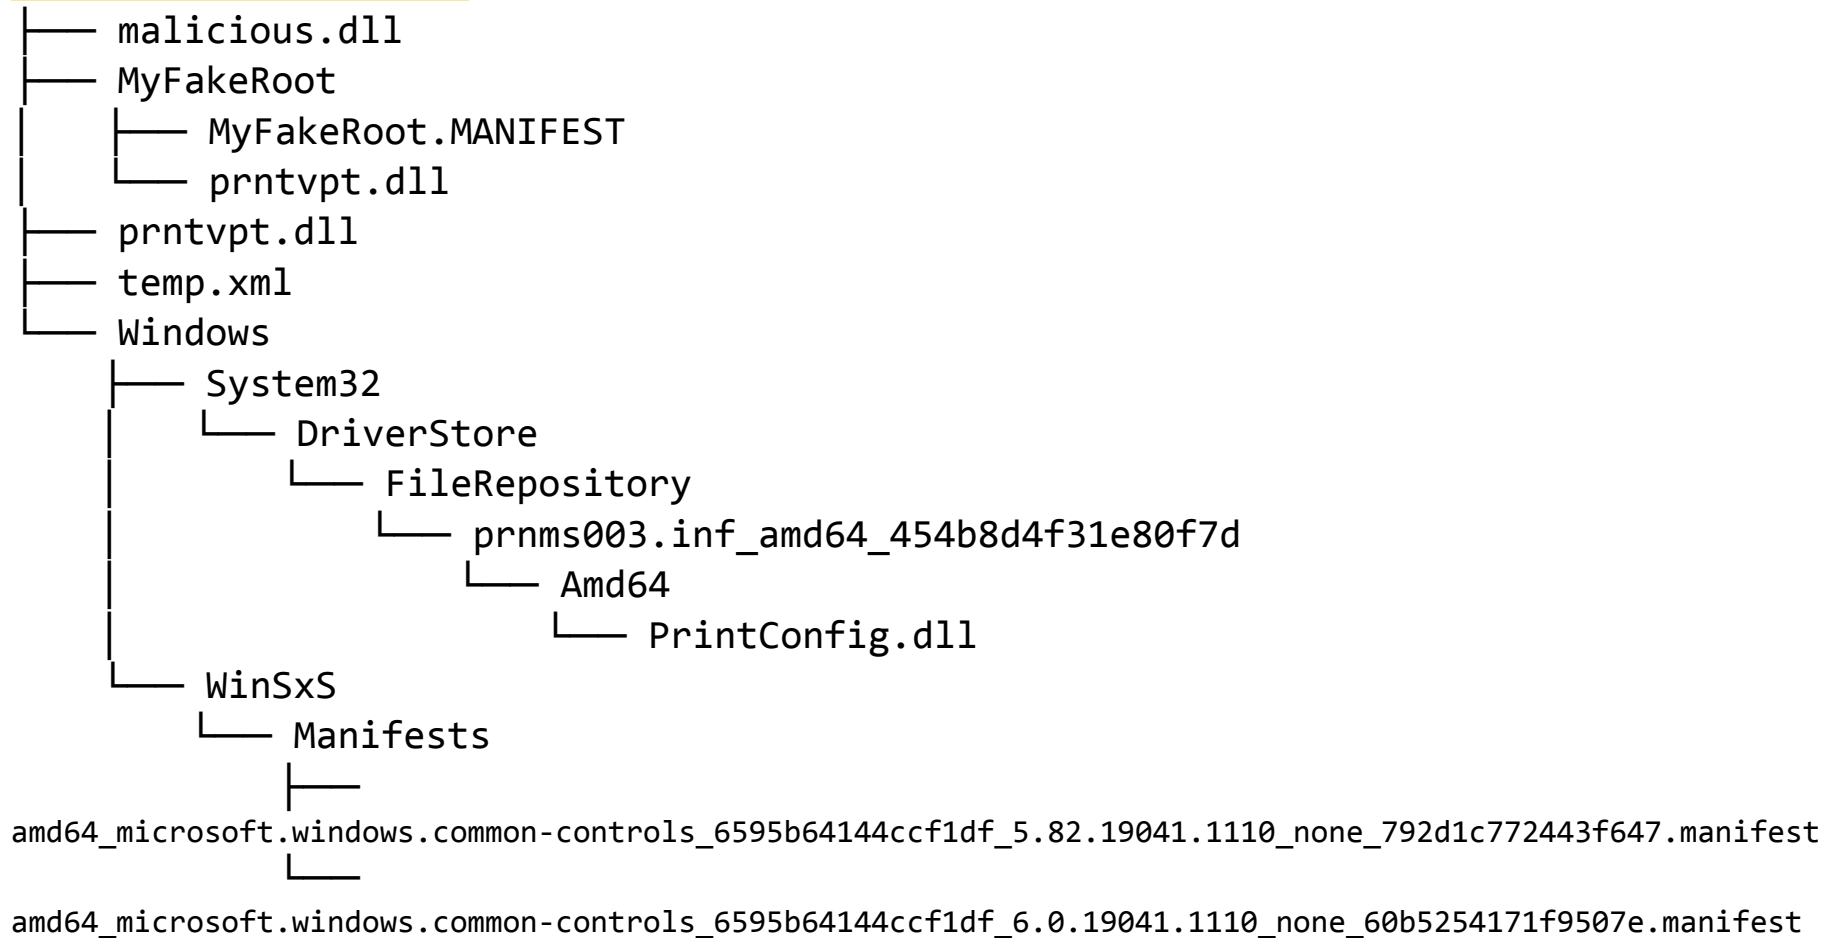 ├── malicious.dll
├── MyFakeRoot
│   ├── MyFakeRoot.MANIFEST
│   └── prntvpt.dll
├── prntvpt.dll
├── temp.xml
└── Windows
    ├── System32
    │   └── DriverStore
    │       └── FileRepository
    │           └── prnms003.inf_amd64_454b8d4f31e80f7d
    │               └── Amd64
    │                   └── PrintConfig.dll
    └── WinSxS
        └── Manifests
            ├──
amd64_microsoft.windows.common-controls_6595b64144ccf1df_5.82.19041.1110_none_792d1c772443f647.manifest
            └──
amd64_microsoft.windows.common-controls_6595b64144ccf1df_6.0.19041.1110_none_60b5254171f9507e.manifest